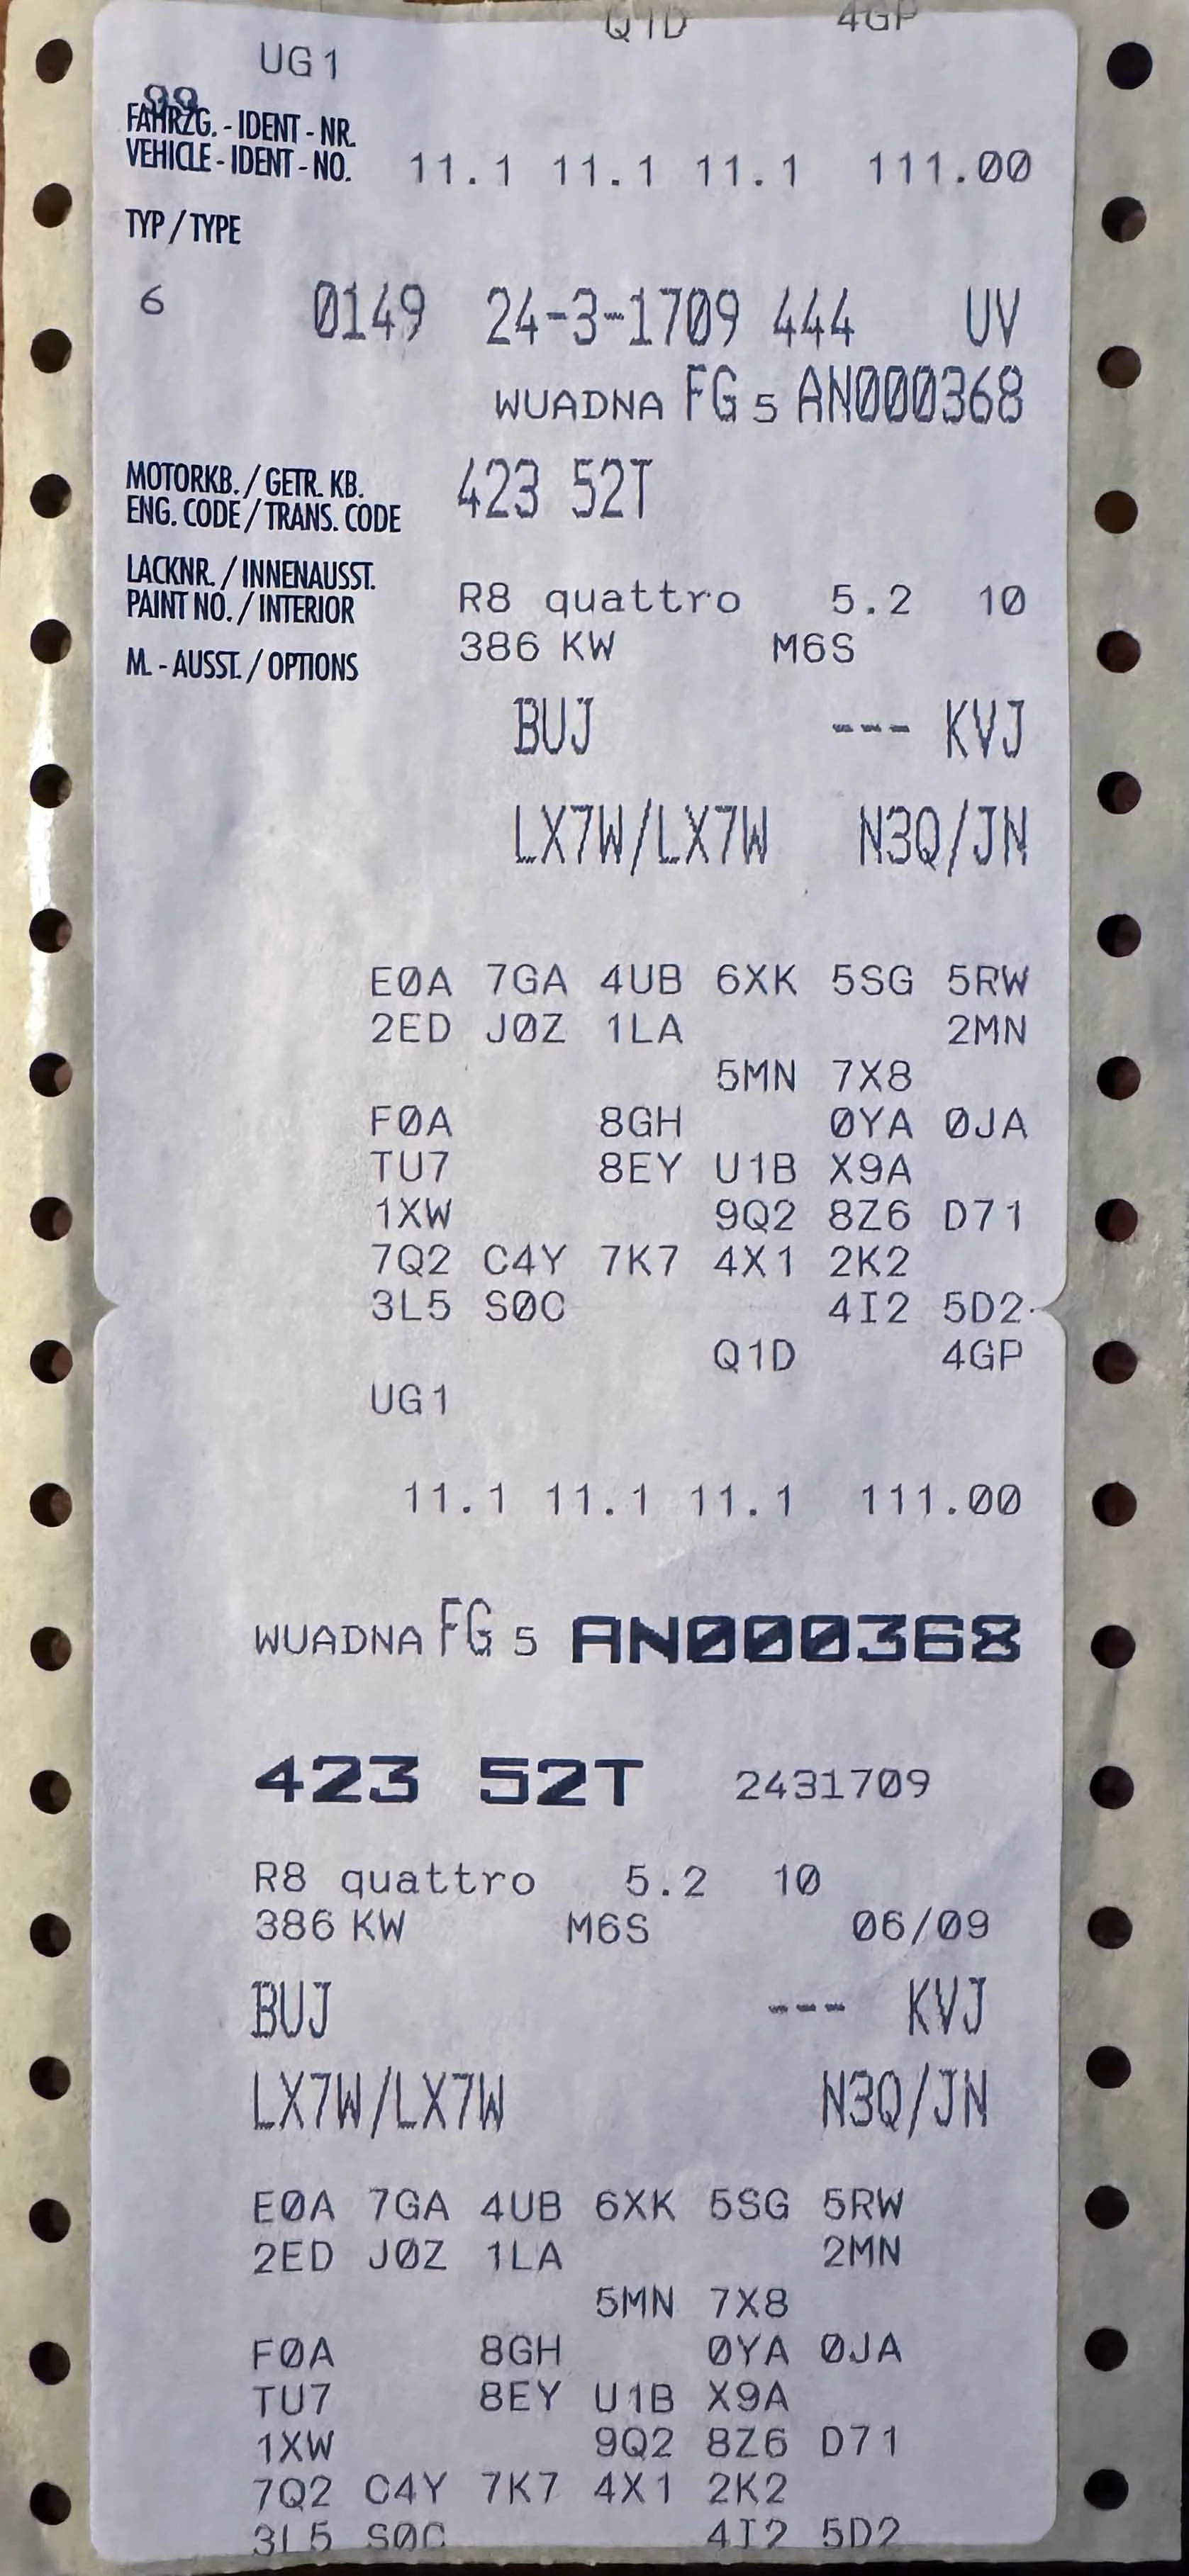 Q1D 4GP
UG1
99
FAHRZG. - IDENT - NR.
VEHICLE - IDENT - NO. 11.1 11.1 11.1 111.00
TYP / TYPE
6 0149 24-3-1709 444 UV
WUADNA FG 5 AN000368
MOTORKB. / GETR. KB. 423 52T
ENG. CODE / TRANS. CODE
LACKNR. / INNENAUSST.
PAINT NO. / INTERIOR R8 quattro 5.2 10
386 KW M6S
M. - AUSST. / OPTIONS
BUJ --- KVJ
LX7W/LX7W N3Q/JN
E0A 7GA 4UB 6XK 5SG 5RW
2ED J0Z 1LA 2MN
5MN 7X8
F0A 8GH 0YA 0JA
TU7 8EY U1B X9A
1XW 9Q2 8Z6 D71
7Q2 C4Y 7K7 4X1 2K2
3L5 S0C 4I2 5D2
Q1D 4GP
UG1
11.1 11.1 11.1 111.00
WUADNA FG 5 AN000368
423 52T 2431709
R8 quattro 5.2 10
386 KW M6S 06/09
BUJ --- KVJ
LX7W/LX7W N3Q/JN
E0A 7GA 4UB 6XK 5SG 5RW
2ED J0Z 1LA 2MN
5MN 7X8
F0A 8GH 0YA 0JA
TU7 8EY U1B X9A
1XW 9Q2 8Z6 D71
7Q2 C4Y 7K7 4X1 2K2
3L5 S0C 4I2 5D2